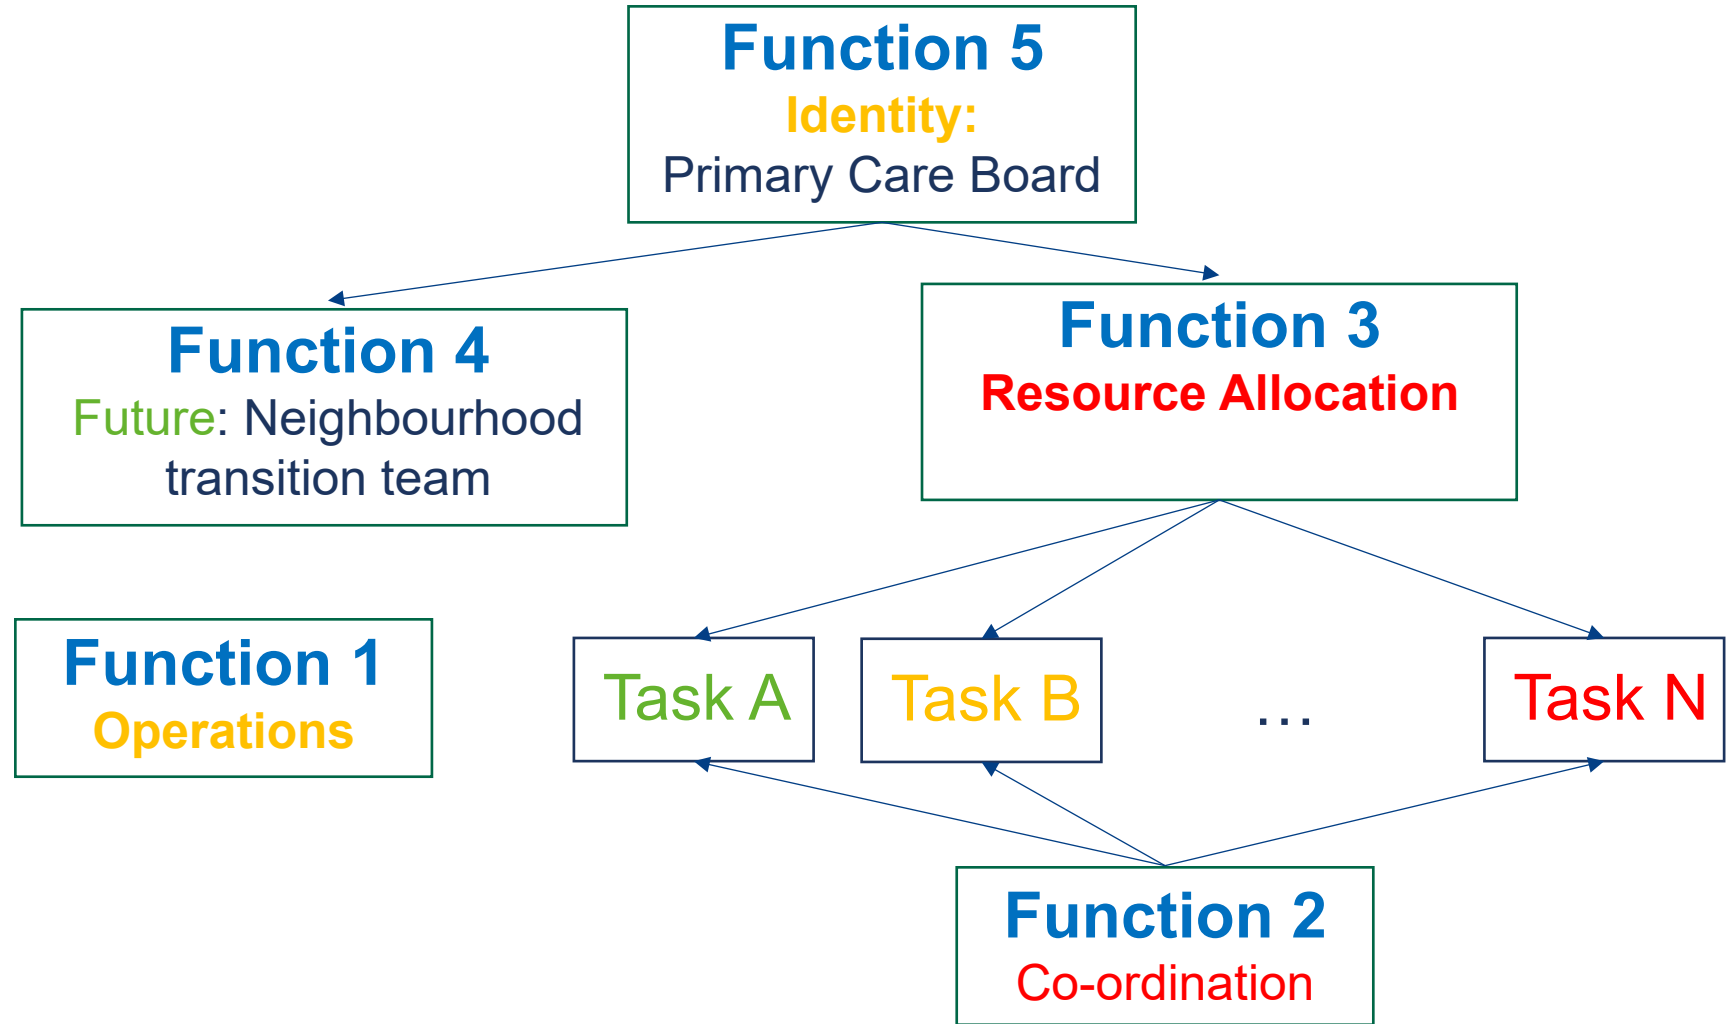 Function 5
Identity:
Primary Care Board
Function 4
Future: Neighbourhood
transition team
Function 3
Resource Allocation
Function 1
Operations
Task A
Task B
...
Task N
Function 2
Co-ordination